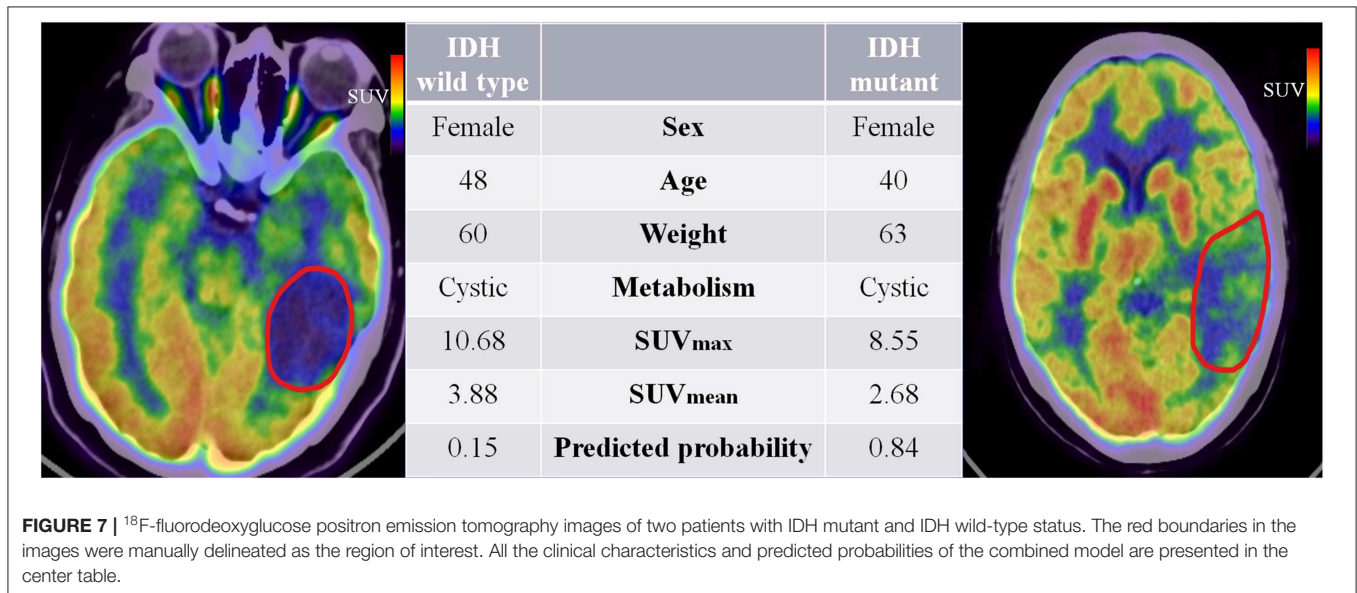 SUV
IDH wild type IDH mutant
Female Sex Female
48 Age 40
60 Weight 63
Cystic Metabolism Cystic
10.68 SUVmax 8.55
3.88 SUVmean 2.68
0.15 Predicted probability 0.84
SUV
FIGURE 7 | ¹⁸F-fluorodeoxyglucose positron emission tomography images of two patients with IDH mutant and IDH wild-type status. The red boundaries in the
images were manually delineated as the region of interest. All the clinical characteristics and predicted probabilities of the combined model are presented in the
center table.